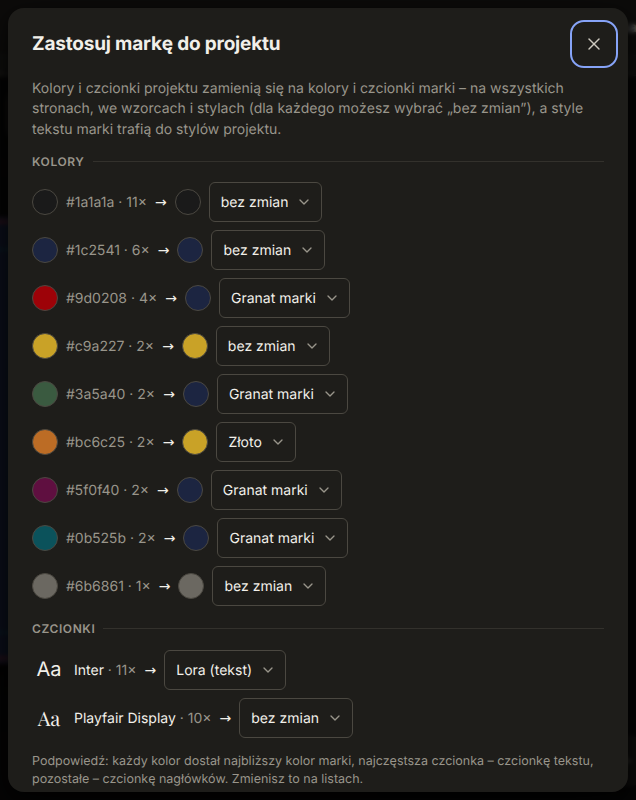 Zastosuj markę do projektu
Kolory i czcionki projektu zamienią się na kolory i czcionki marki – na wszystkich
stronach, we wzorcach i stylach (dla każdego możesz wybrać „bez zmian”), a style
tekstu marki trafią do stylów projektu.
KOLORY
#1a1a1a · 11× → bez zmian
#1c2541 · 6× → bez zmian
#9d0208 · 4× → Granat marki
#c9a227 · 2× → bez zmian
#3a5a40 · 2× → Granat marki
#bc6c25 · 2× → Złoto
#5f0f40 · 2× → Granat marki
#0b525b · 2× → Granat marki
#6b6861 · 1× → bez zmian
CZCIONKI
Aa Inter · 11× → Lora (tekst)
Aa Playfair Display · 10× → bez zmian
Podpowiedź: każdy kolor dostał najbliższy kolor marki, najczęstsza czcionka – czcionkę tekstu,
pozostałe – czcionkę nagłówków. Zmienisz to na listach.